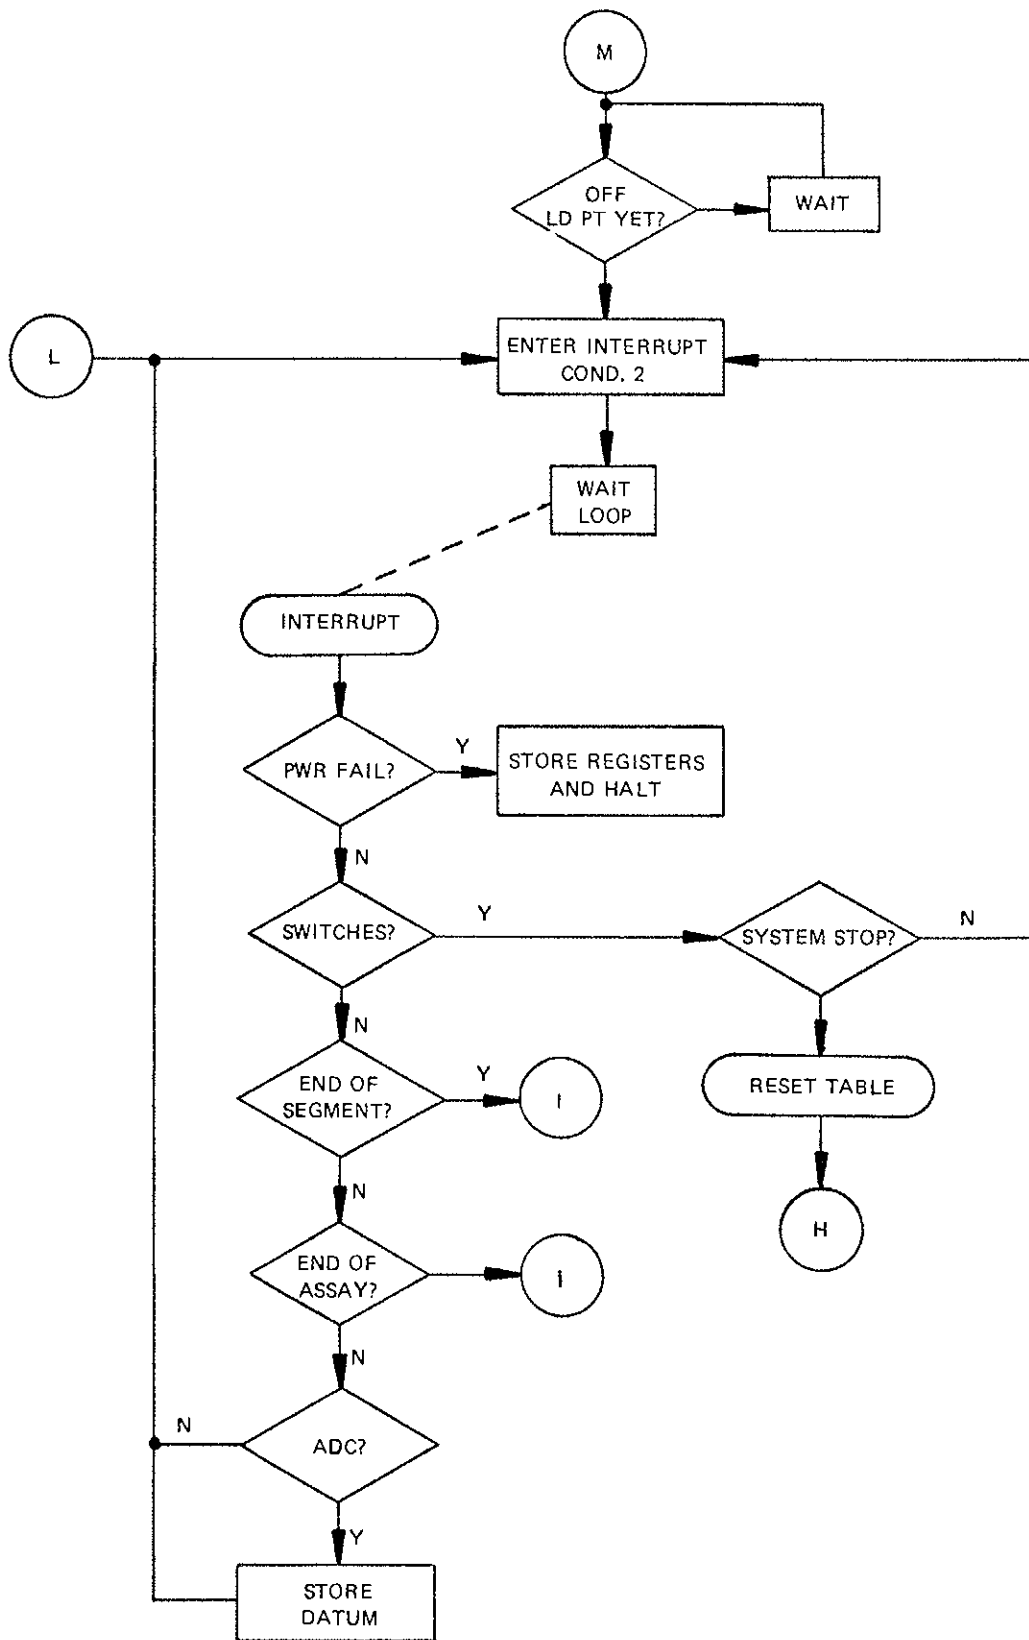 M
OFF
LD PT YET?
WAIT
L
ENTER INTERRUPT
COND. 2
WAIT
LOOP
INTERRUPT
PWR FAIL?
Y
STORE REGISTERS
AND HALT
N
SWITCHES?
Y
SYSTEM STOP?
N
N
END OF
SEGMENT?
Y
I
RESET TABLE
N
H
END OF
ASSAY?
i
N
N
ADC?
Y
STORE
DATUM